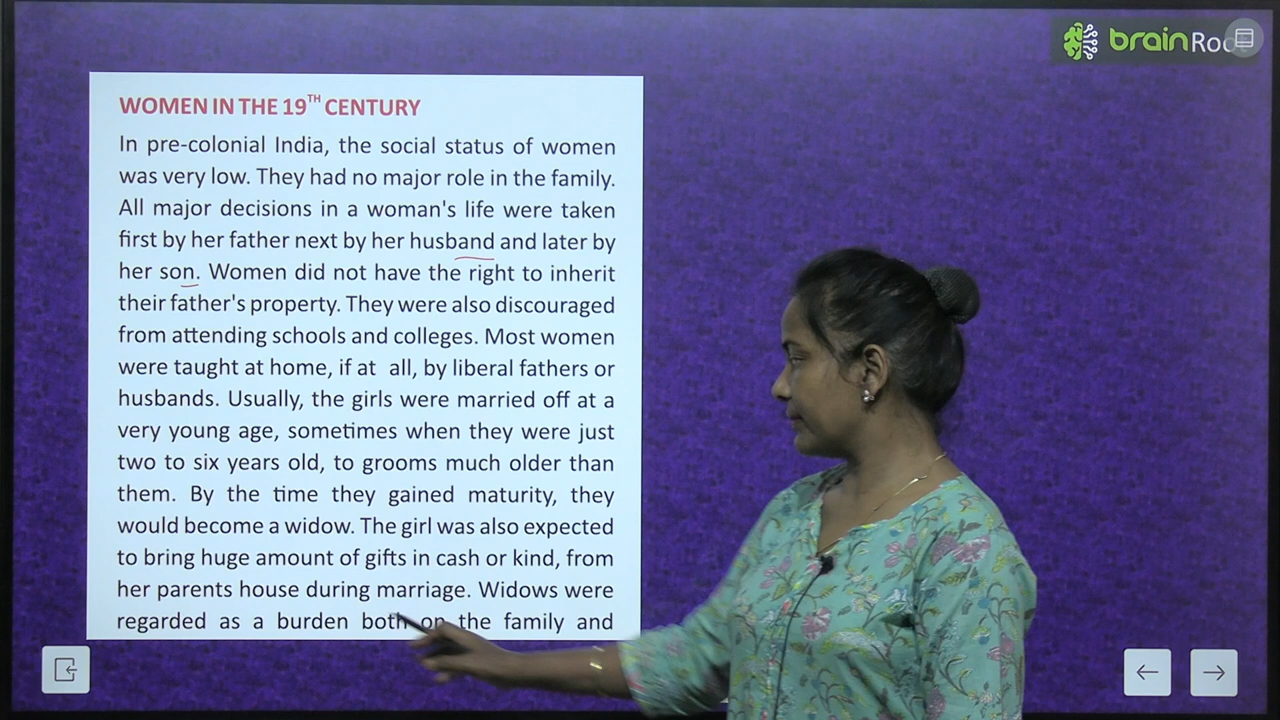 brainRoot
WOMEN IN THE 19TH CENTURY
In pre-colonial India, the social status of women
was very low. They had no major role in the family.
All major decisions in a woman's life were taken
first by her father next by her husband and later by
her son. Women did not have the right to inherit
their father's property. They were also discouraged
from attending schools and colleges. Most women
were taught at home, if at all, by liberal fathers or
husbands. Usually, the girls were married off at a
very young age, sometimes when they were just
two to six years old, to grooms much older than
them. By the time they gained maturity, they
would become a widow. The girl was also expected
to bring huge amount of gifts in cash or kind, from
her parents house during marriage. Widows were
regarded as a burden both on the family and